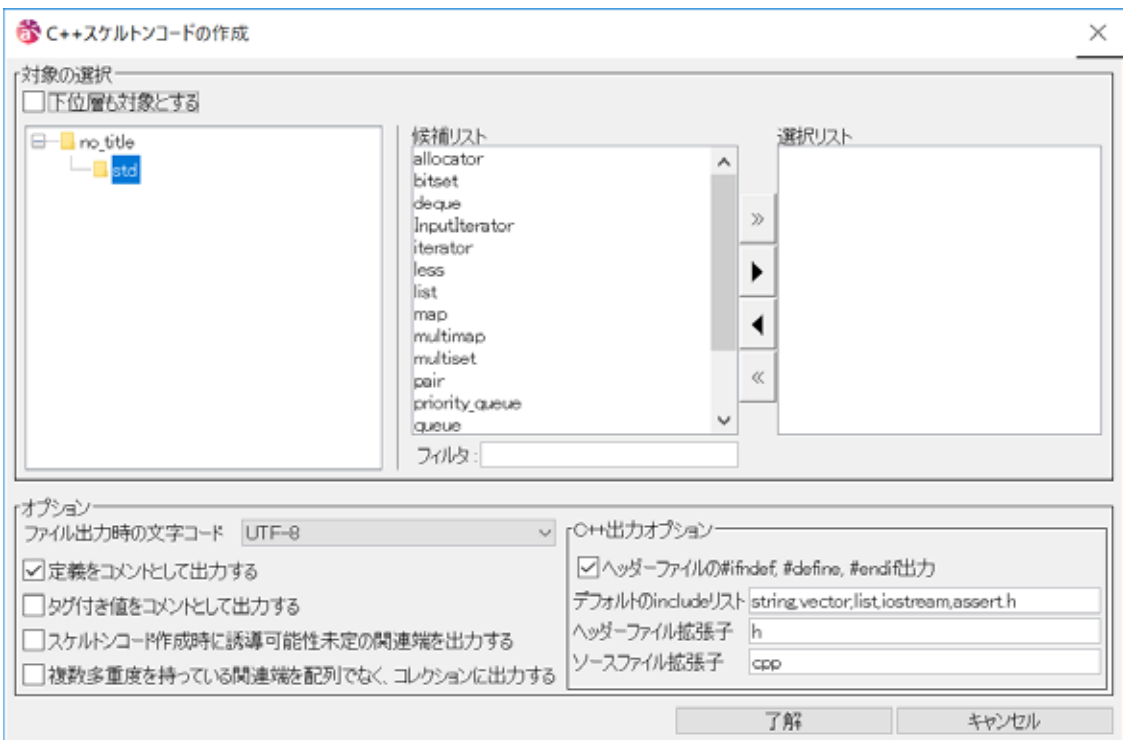 C++スケルトンコードの作成
対象の選択
下位層も対象とする
no_title
std
候補リスト
allocator
bitset
deque
InputIterator
iterator
less
list
map
multimap
multiset
pair
priority_queue
queue
フィルタ :
選択リスト
オプション
ファイル出力時の文字コード UTF-8
定義をコメントとして出力する
タグ付き値をコメントとして出力する
スケルトンコード作成時に誘導可能性未定の関連端を出力する
複数多重度を持っている関連端を配列でなく、コレクションに出力する
C++出力オプション
ヘッダーファイルの#ifndef, #define, #endif出力
デフォルトのincludeリスト string,vector,list,iostream,assert.h
ヘッダーファイル拡張子 h
ソースファイル拡張子 cpp
了解 キャンセル